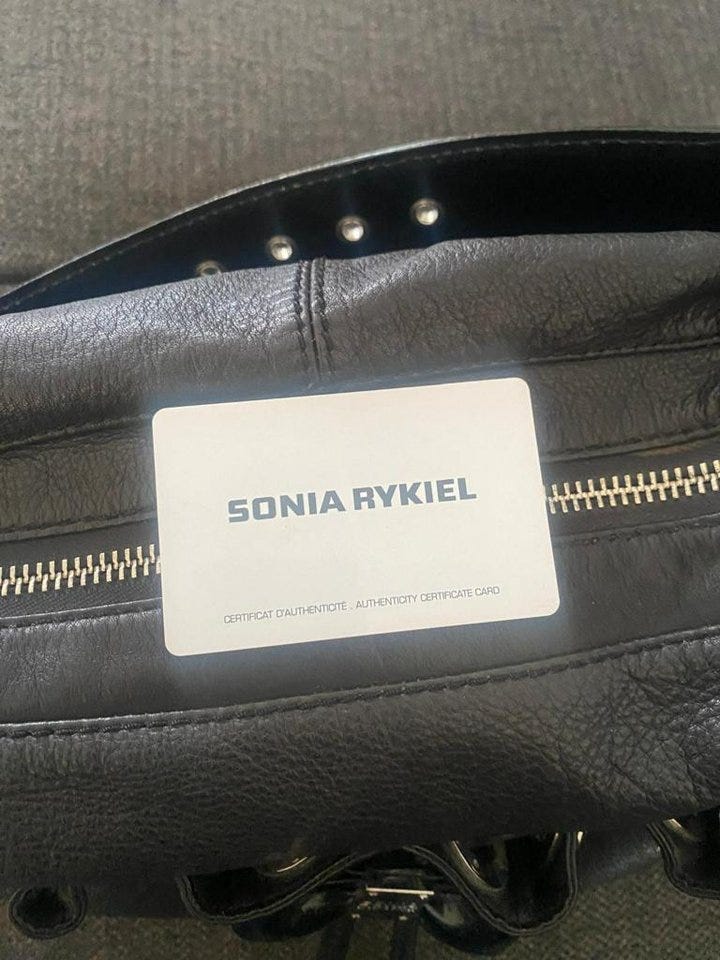 SONIA RYKIEL
CERTIFICAT D'AUTHENTICITÉ . AUTHENTICITY CERTIFICATE CARD